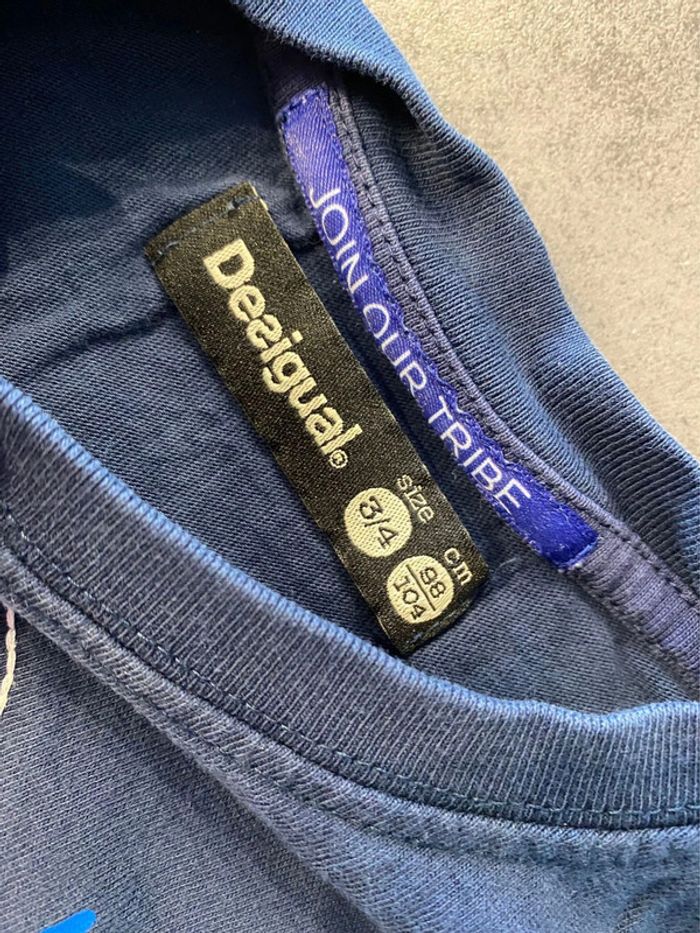 Desigual®
size
3/4
cm
98
104
JOIN OUR TRIBE